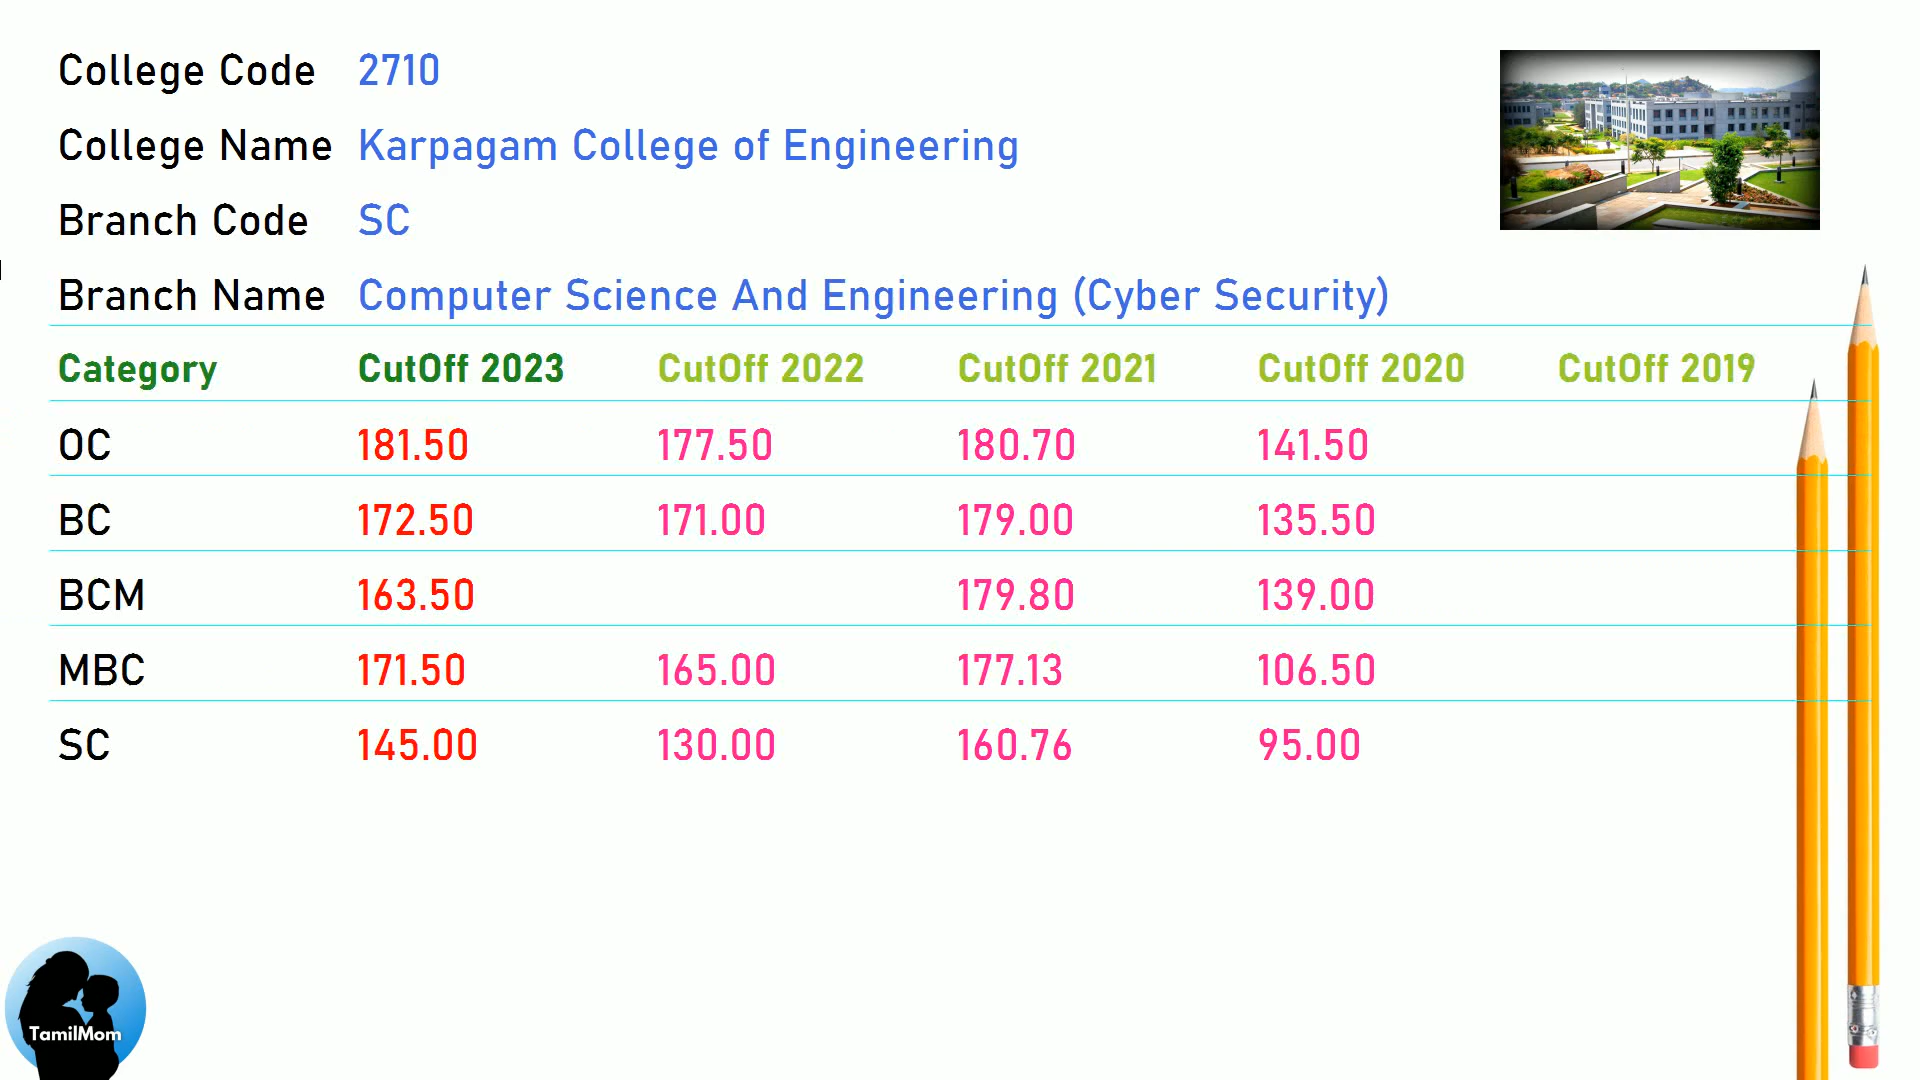 College Code 2710
College Name Karpagam College of Engineering
Branch Code SC
Branch Name Computer Science And Engineering (Cyber Security)
Category CutOff 2023 CutOff 2022 CutOff 2021 CutOff 2020 CutOff 2019
OC 181.50 177.50 180.70 141.50
BC 172.50 171.00 179.00 135.50
BCM 163.50 179.80 139.00
MBC 171.50 165.00 177.13 106.50
SC 145.00 130.00 160.76 95.00
TamilMom